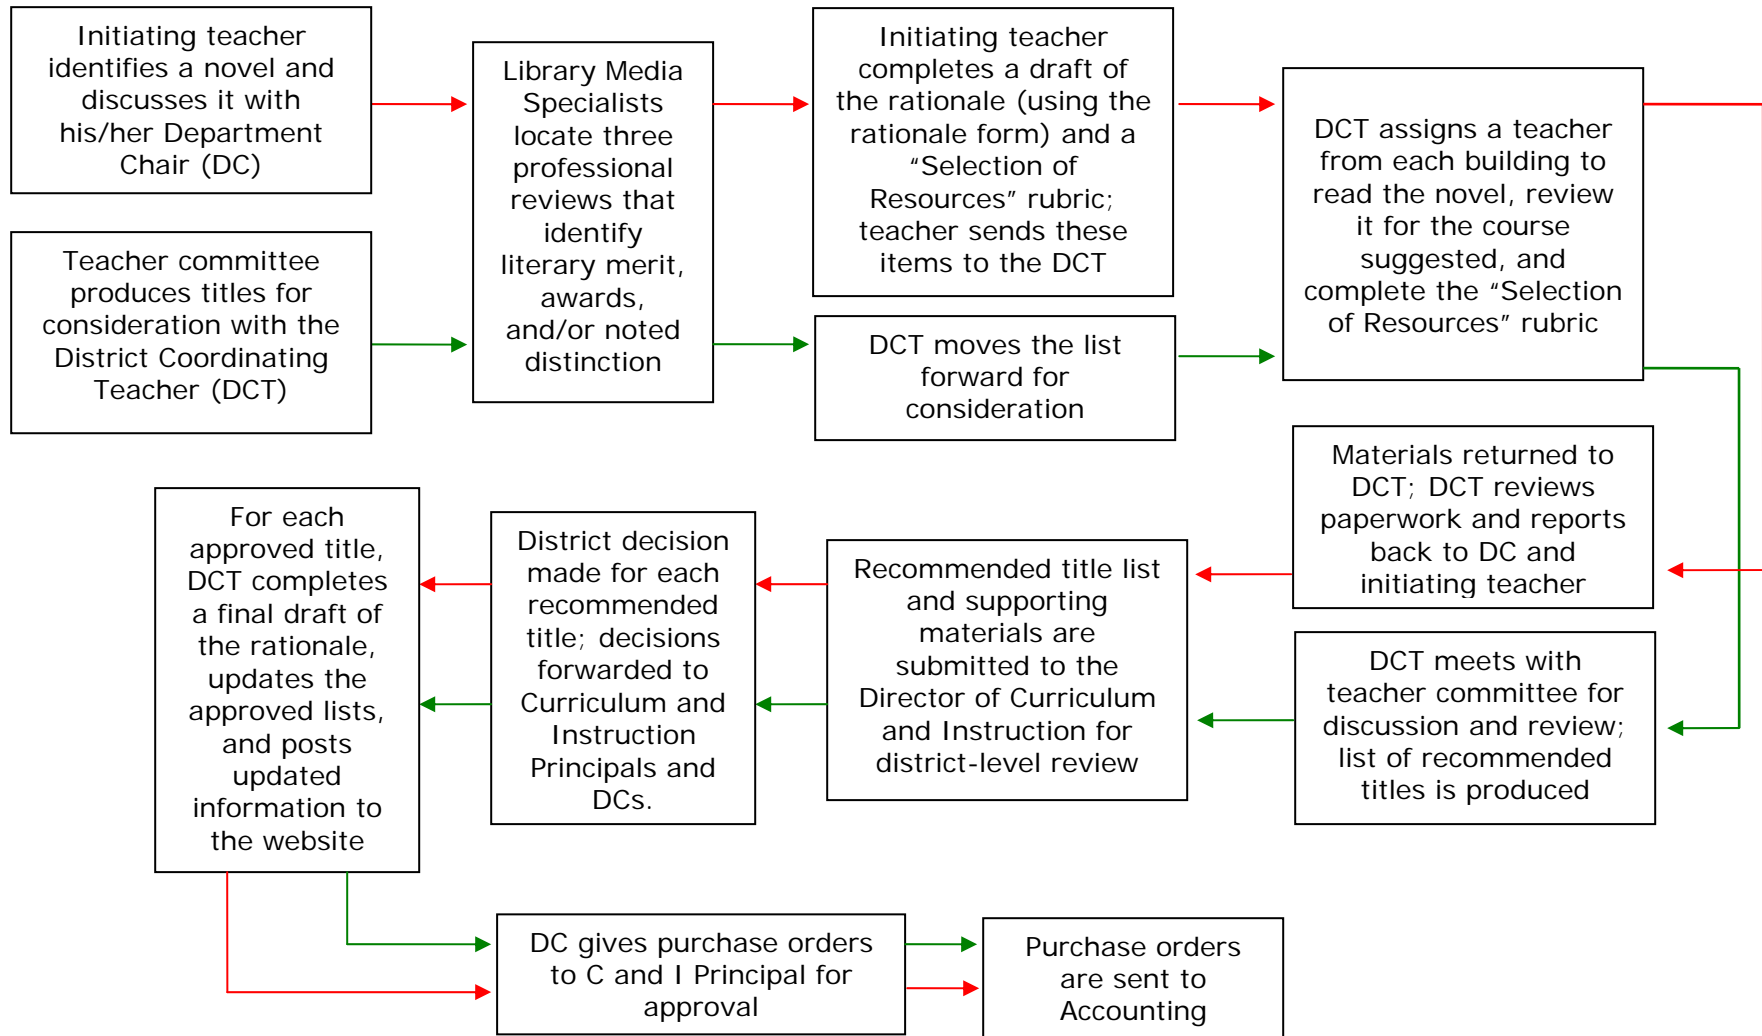 Initiating teacher
identifies a novel and
discusses it with
his/her Department
Chair (DC)
Teacher committee
produces titles for
consideration with the
District Coordinating
Teacher (DCT)
Library Media
Specialists
locate three
professional
reviews that
identify
literary merit,
awards,
and/or noted
distinction
Initiating teacher
completes a draft of
the rationale (using the
rationale form) and a
“Selection of
Resources” rubric;
teacher sends these
items to the DCT
DCT moves the list
forward for
consideration
DCT assigns a teacher
from each building to
read the novel, review
it for the course
suggested, and
complete the “Selection
of Resources” rubric
Materials returned to
DCT; DCT reviews
paperwork and reports
back to DC and
initiating teacher
DCT meets with
teacher committee for
discussion and review;
list of recommended
titles is produced
Recommended title list
and supporting
materials are
submitted to the
Director of Curriculum
and Instruction for
district-level review
District decision
made for each
recommended
title; decisions
forwarded to
Curriculum and
Instruction
Principals and
DCs.
For each
approved title,
DCT completes
a final draft of
the rationale,
updates the
approved lists,
and posts
updated
information to
the website
DC gives purchase orders
to C and I Principal for
approval
Purchase orders
are sent to
Accounting